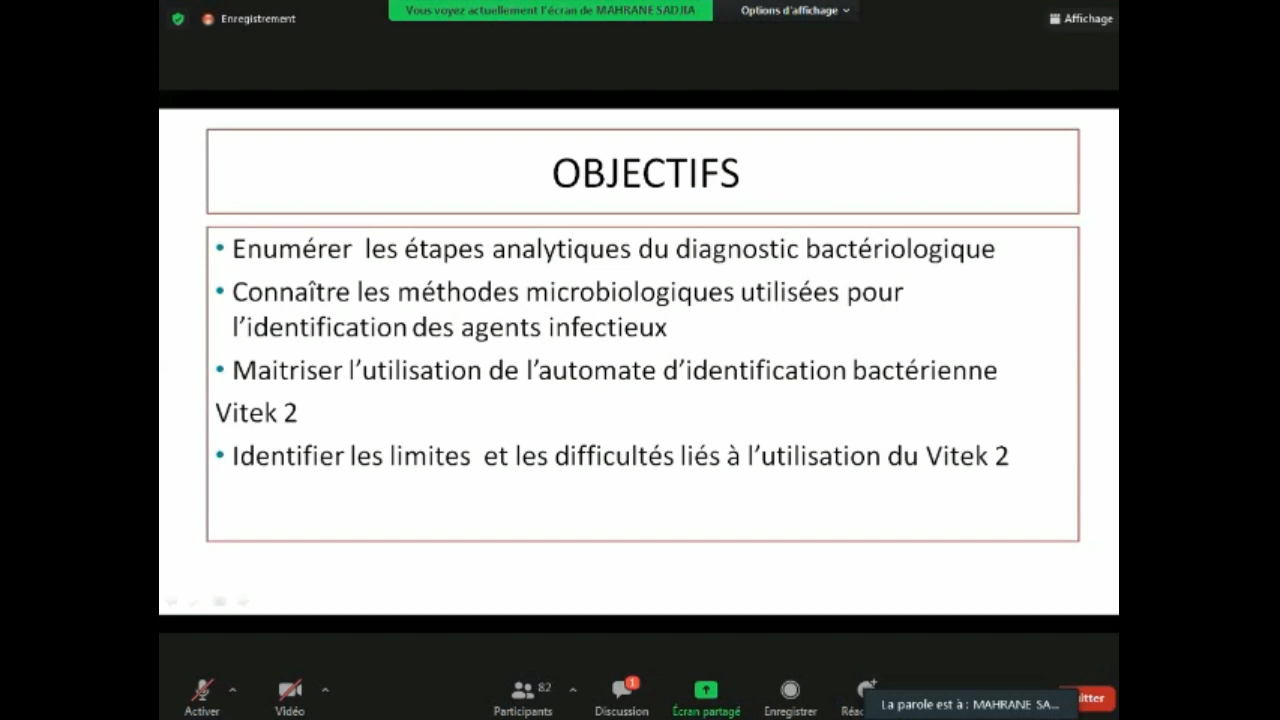 Enregistrement
Vous voyez actuellement l'écran de MAHRANE SADJIA
Options d'affichage
Affichage
OBJECTIFS
• Enumérer les étapes analytiques du diagnostic bactériologique
• Connaître les méthodes microbiologiques utilisées pour
l'identification des agents infectieux
• Maitriser l'utilisation de l'automate d'identification bactérienne
Vitek 2
• Identifier les limites et les difficultés liés à l'utilisation du Vitek 2
Activer
Vidéo
82
Participants
1
Discussion
Écran partagé
Enregistrer
Réac
La parole est à : MAHRANE SA...
itter